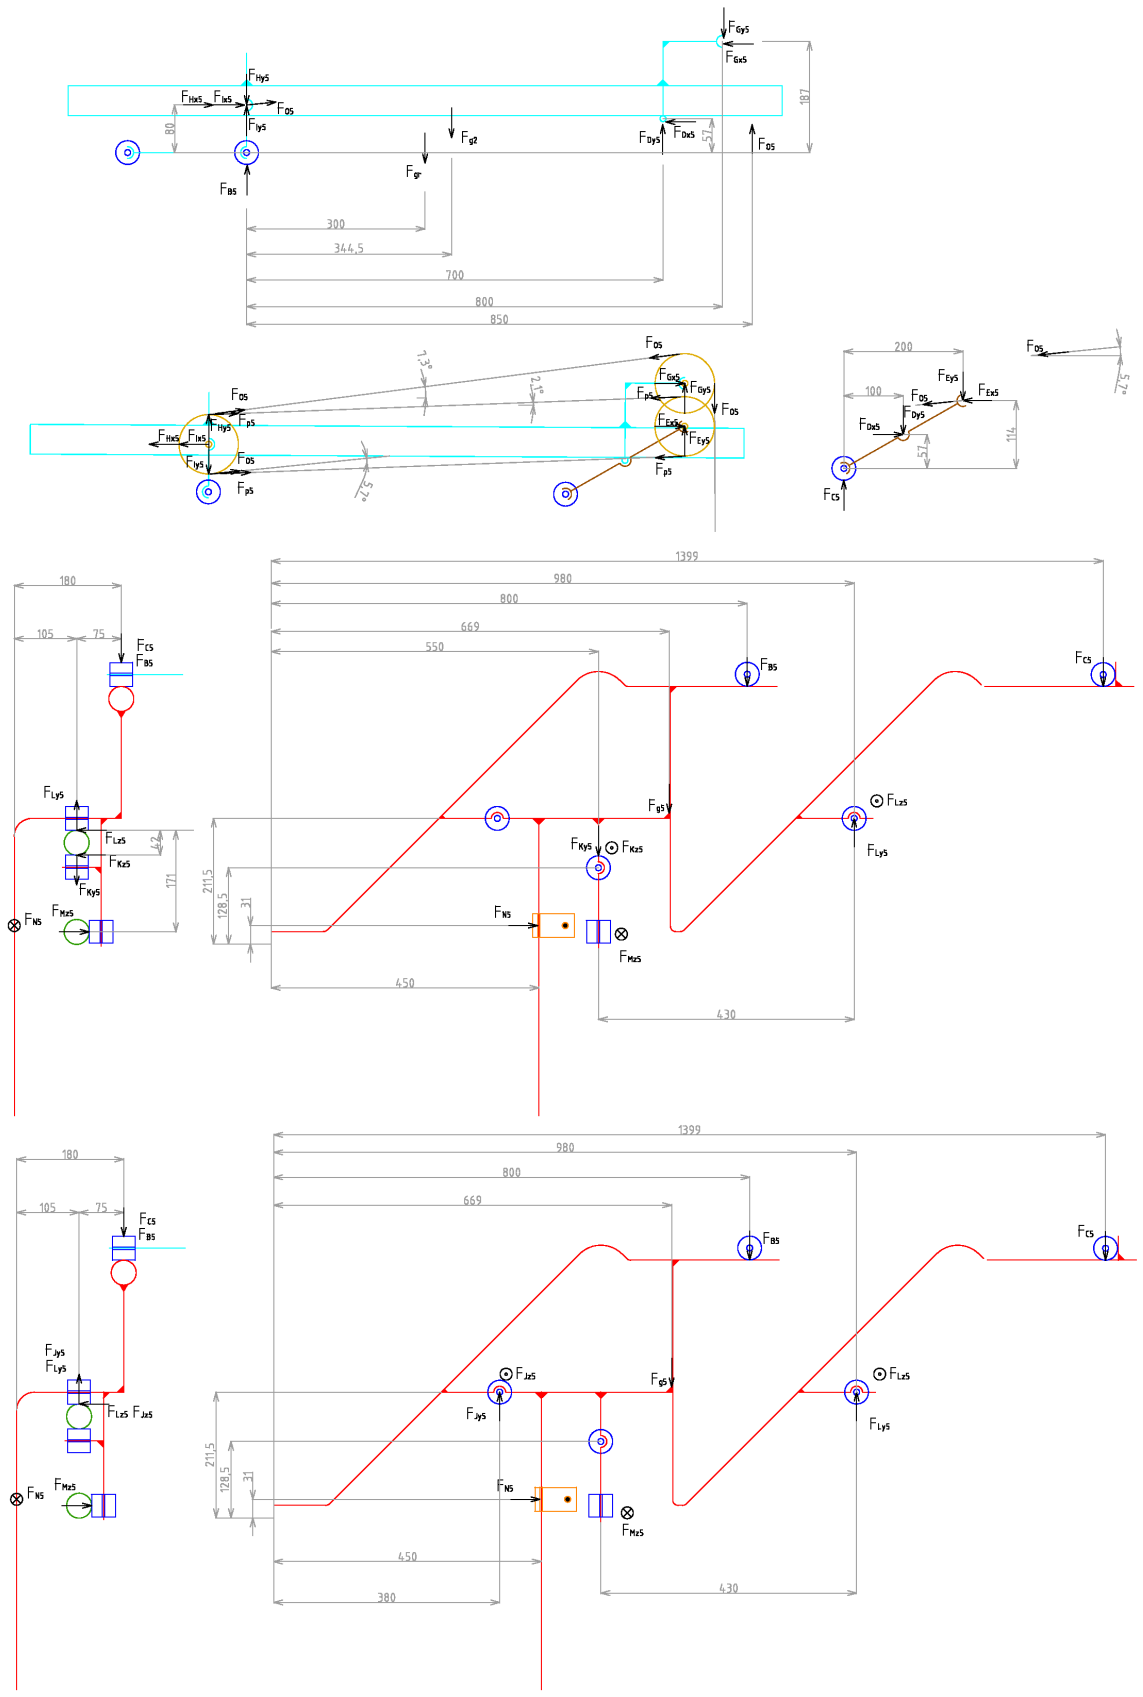 FGy5
FGx5
FHy5
FHx5 FIx5
FO5
FIy5
80
Fg2
FDx5
FDy5
57
FO5
187
Fgr
FB5
300
344,5
700
800
850
7,3°
2,1°
5,7°
FO5
FGx5
FGy5
FP5
FO5
FO5
FP5
FHy5
FHx5 FIx5
FIy5
FO5
FP5
FEx5
FEy5
FP5
FO5
5,7°
200
100
FEy5
FEx5
FO5
FDy5
FDx5
57
114
FC5
1399
980
800
669
550
180
105 75
FC5
FB5
FB5
FC5
FLy5
FLz5
42
FKz5
171
FKy5
FMz5
FN5
Fg5
FLz5
FLy5
FKy5 FKz5
211,5
128,5
31
FN5
FMz5
450
430
1399
980
800
669
180
105 75
FC5
FB5
FB5
FC5
FJy5
FLy5
FLz5 FJz5
FMz5
FN5
FJz5
FJy5
Fg5
FLz5
FLy5
211,5
128,5
31
FN5
FMz5
450
430
380